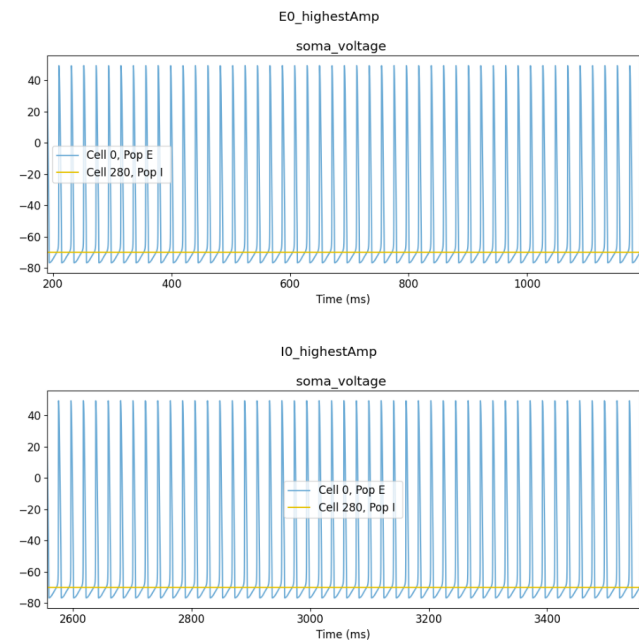 E0_highestAmp
soma_voltage
40
20
0
−20
−40
−60
−80
Cell 0, Pop E
Cell 280, Pop I
200 400 600 800 1000
Time (ms)
I0_highestAmp
soma_voltage
40
20
0
−20
−40
−60
−80
Cell 0, Pop E
Cell 280, Pop I
2600 2800 3000 3200 3400
Time (ms)